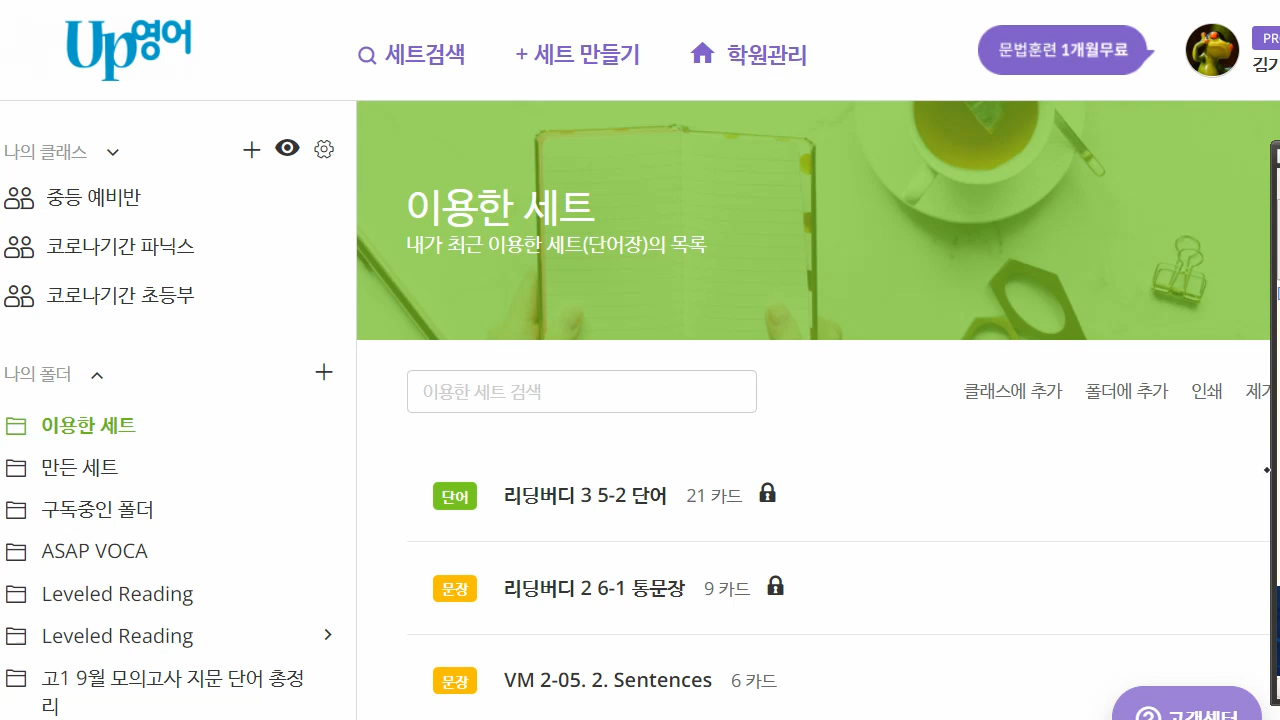 Up영어
세트검색
+ 세트 만들기
학원관리
문법훈련 1개월무료
나의 클래스
중등 예비반
코로나기간 파닉스
코로나기간 초등부
나의 폴더
이용한 세트
만든 세트
구독중인 폴더
ASAP VOCA
Leveled Reading
Leveled Reading
고1 9월 모의고사 지문 단어 총정
리
이용한 세트
내가 최근 이용한 세트(단어장)의 목록
이용한 세트 검색
클래스에 추가 폴더에 추가 인쇄
단어 리딩버디 3 5-2 단어 21 카드
문장 리딩버디 2 6-1 통문장 9 카드
문장 VM 2-05. 2. Sentences 6 카드
고객센터